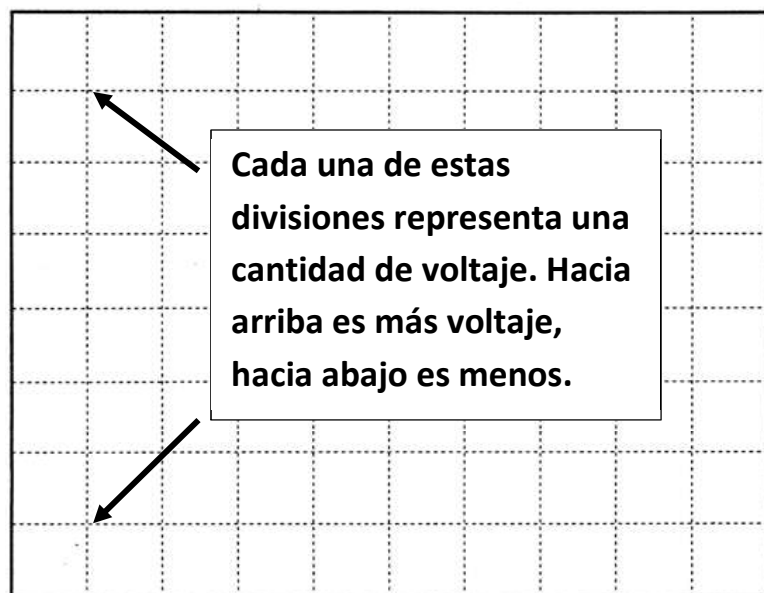 Cada una de estas
divisiones representa una
cantidad de voltaje. Hacia
arriba es más voltaje,
hacia abajo es menos.